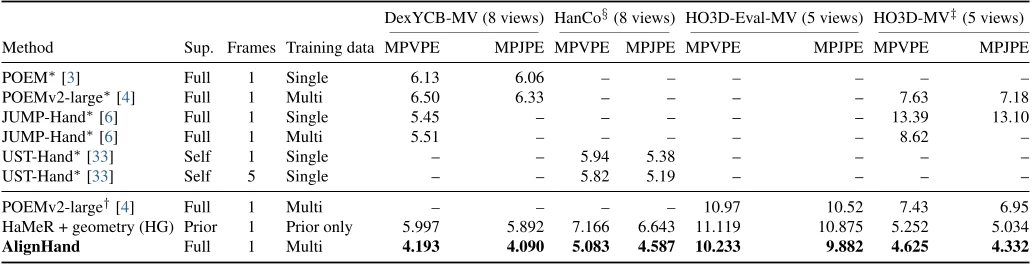 DexYCB-MV (8 views) HanCo§ (8 views) HO3D-Eval-MV (5 views) HO3D-MV‡ (5 views)
Method Sup. Frames Training data MPVPE MPJPE MPVPE MPJPE MPVPE MPJPE MPVPE MPJPE
POEM* [3] Full 1 Single 6.13 6.06 – – – – – –
POEMv2-large* [4] Full 1 Multi 6.50 6.33 – – – – 7.63 7.18
JUMP-Hand* [6] Full 1 Single 5.45 – – – – – 13.39 13.10
JUMP-Hand* [6] Full 1 Multi 5.51 – – – – – 8.62 –
UST-Hand* [33] Self 1 Single – – 5.94 5.38 – – – –
UST-Hand* [33] Self 5 Single – – 5.82 5.19 – – – –
POEMv2-large† [4] Full 1 Multi – – – – 10.97 10.52 7.43 6.95
HaMeR + geometry (HG) Prior 1 Prior only 5.997 5.892 7.166 6.643 11.119 10.875 5.252 5.034
AlignHand Full 1 Multi 4.193 4.090 5.083 4.587 10.233 9.882 4.625 4.332